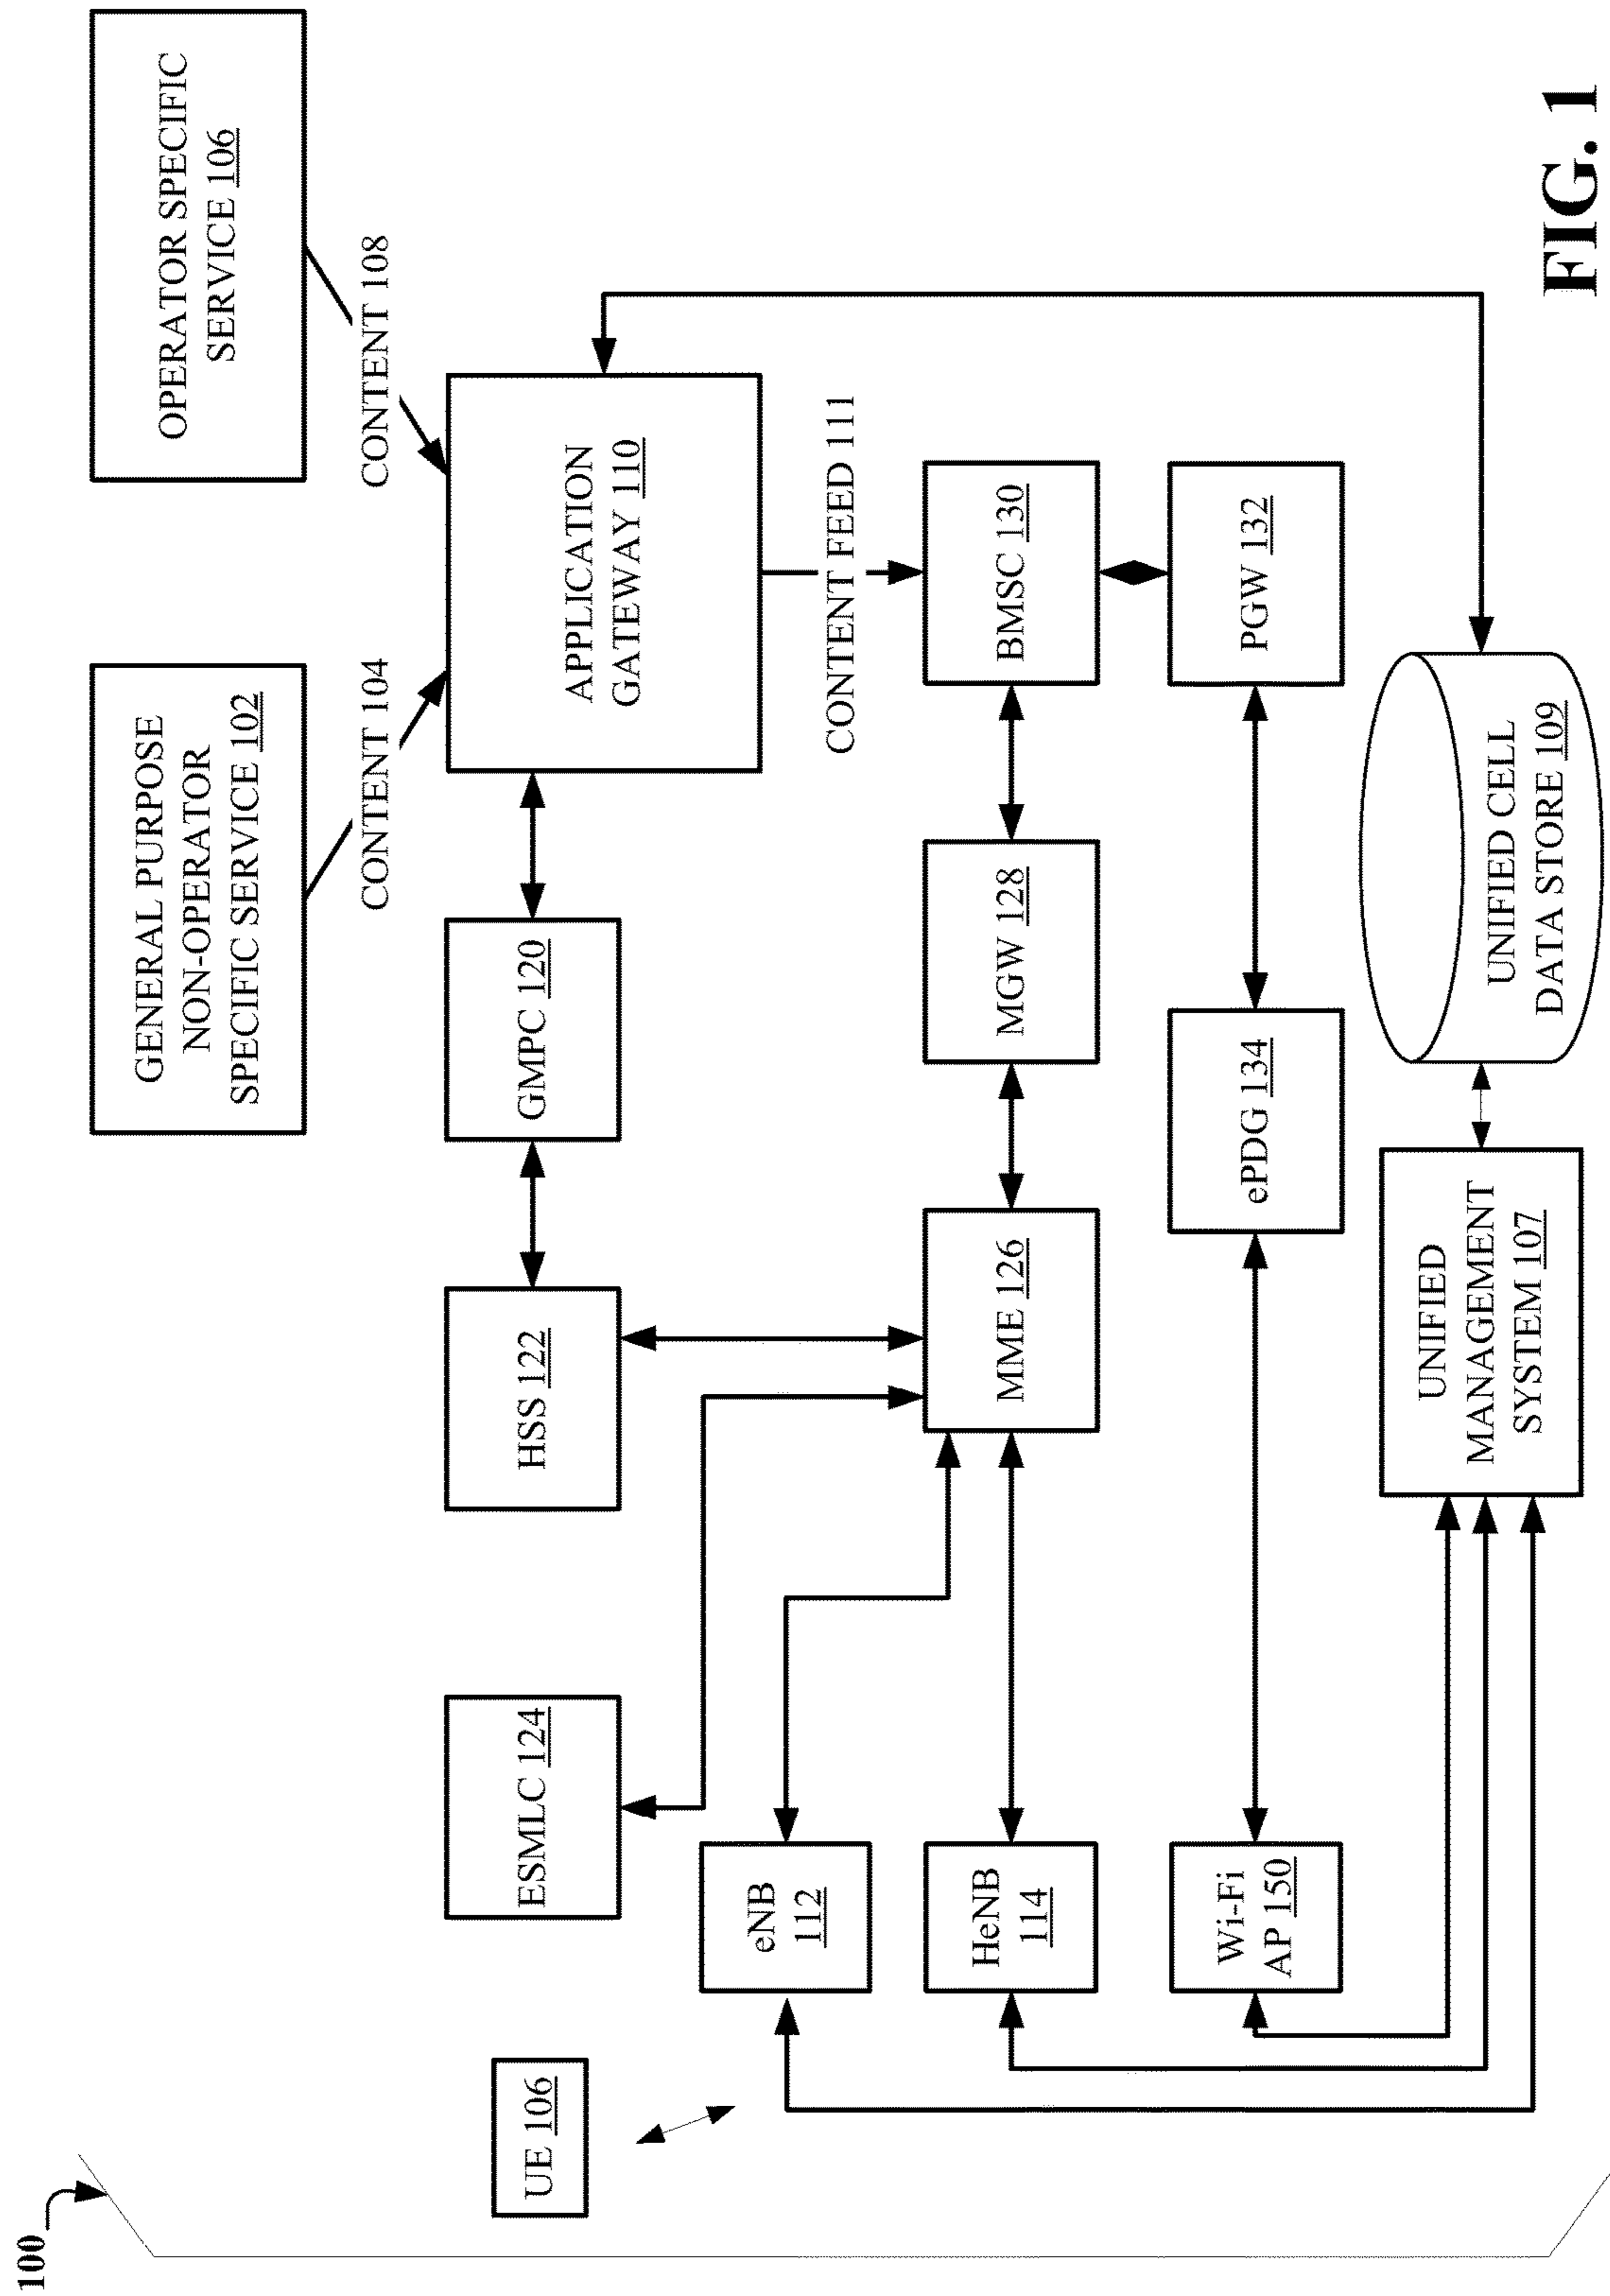 100
GENERAL PURPOSE
NON-OPERATOR
SPECIFIC SERVICE 102
OPERATOR SPECIFIC
SERVICE 106
CONTENT 104
CONTENT 108
UE 106
ESMLC 124
HSS 122
GMPC 120
APPLICATION
GATEWAY 110
CONTENT FEED 111
eNB
112
HeNB
114
MME 126
MGW 128
BMSC 130
Wi-Fi
AP 150
ePDG 134
PGW 132
UNIFIED
MANAGEMENT
SYSTEM 107
UNIFIED CELL
DATA STORE 109
FIG. 1